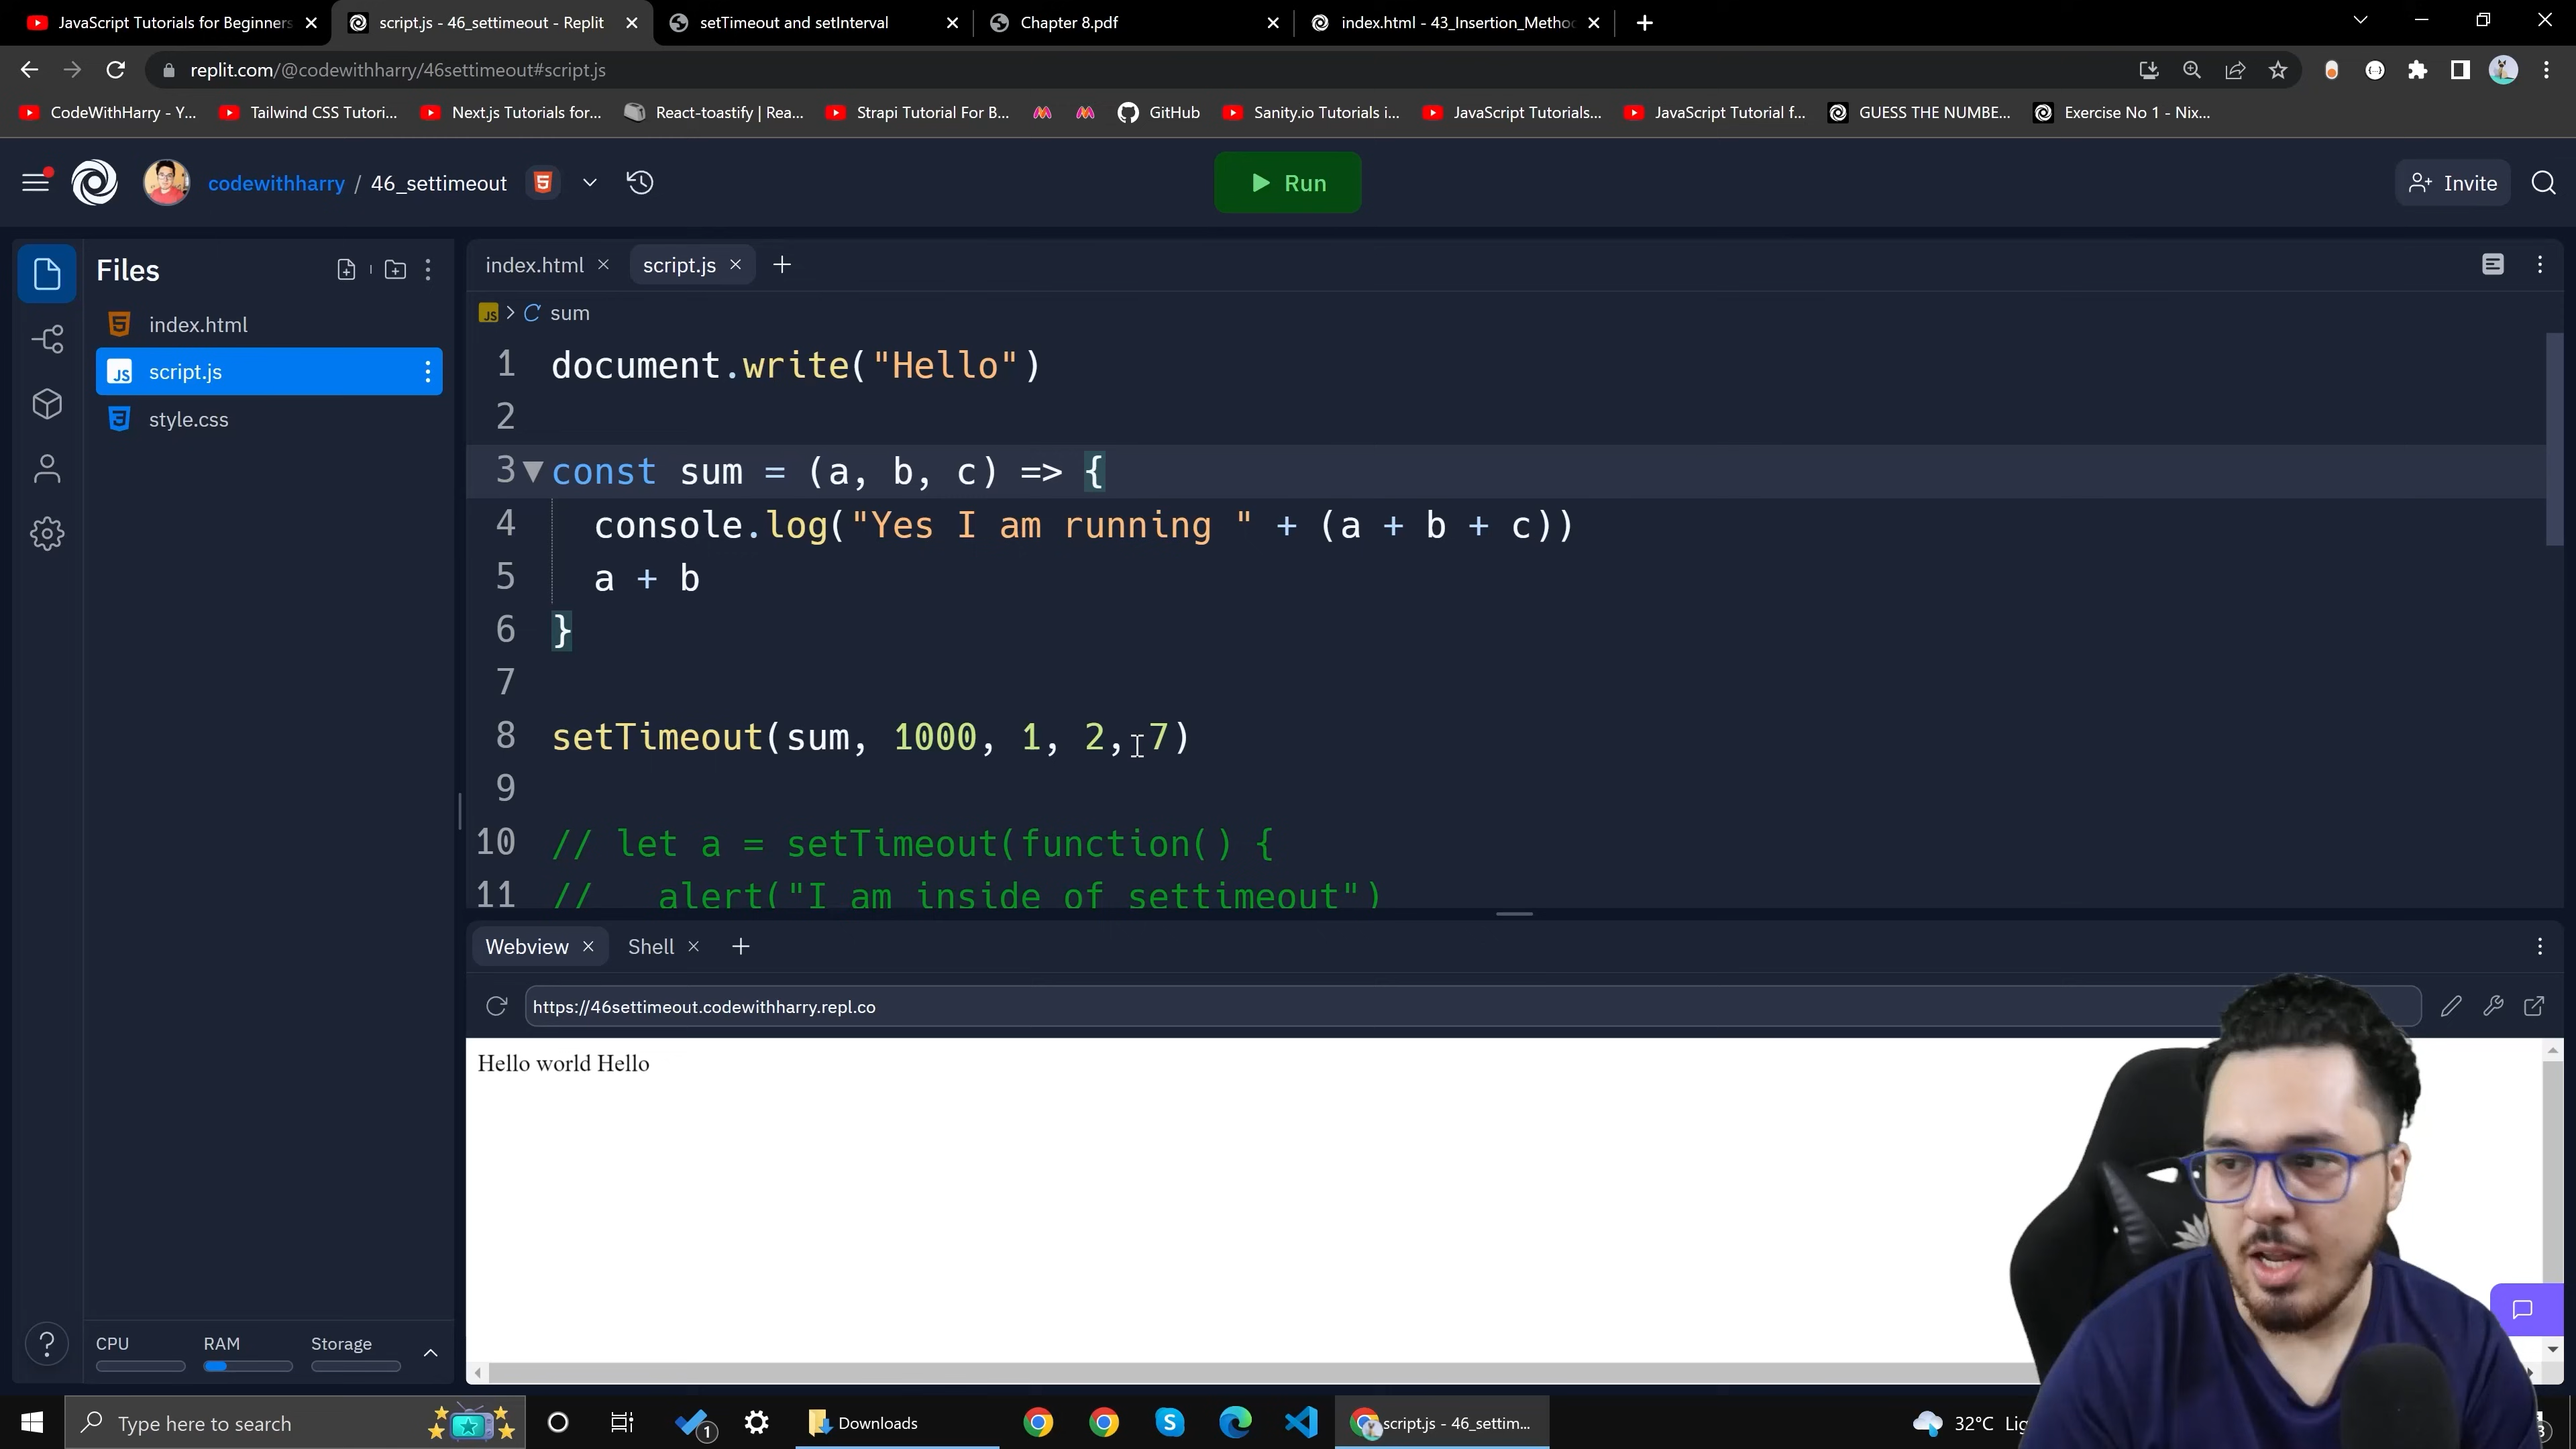 JavaScript Tutorials for Beginners
script.js - 46_settimeout - Replit
setTimeout and setInterval
Chapter 8.pdf
index.html - 43_Insertion_Metho
replit.com/@codewithharry/46settimeout#script.js
CodeWithHarry - Y...
Tailwind CSS Tutori...
Next.js Tutorials for...
React-toastify | Rea...
Strapi Tutorial For B...
GitHub
Sanity.io Tutorials i...
JavaScript Tutorials...
JavaScript Tutorial f...
GUESS THE NUMBE...
Exercise No 1 - Nix...
codewithharry / 46_settimeout
Run
Invite
Files
index.html
script.js
style.css
index.html
script.js
JS > sum
1 document.write("Hello")
2
3 const sum = (a, b, c) => {
4 console.log("Yes I am running " + (a + b + c))
5 a + b
6 }
7
8 setTimeout(sum, 1000, 1, 2, 7)
9
10 // let a = setTimeout(function() {
11 // alert("I am inside of settimeout")
Webview
Shell
https://46settimeout.codewithharry.repl.co
Hello world Hello
CPU
RAM
Storage
Type here to search
1
Downloads
script.js - 46_settim...
32°C